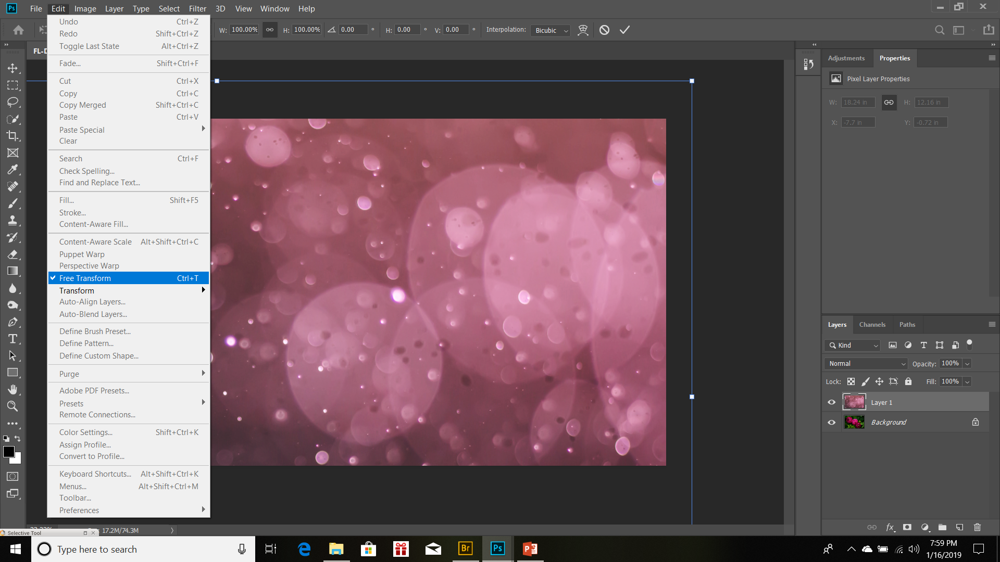 Ps File Edit Image Layer Type Select Filter 3D View Window Help
W: 100.00% H: 100.00% 0.00 ° H: 0.00 ° V: 0.00 ° Interpolation: Bicubic
FL-D
Undo Ctrl+Z
Redo Shift+Ctrl+Z
Toggle Last State Alt+Ctrl+Z
Fade... Shift+Ctrl+F
Cut Ctrl+X
Copy Ctrl+C
Copy Merged Shift+Ctrl+C
Paste Ctrl+V
Paste Special
Clear
Search Ctrl+F
Check Spelling...
Find and Replace Text...
Fill... Shift+F5
Stroke...
Content-Aware Fill...
Content-Aware Scale Alt+Shift+Ctrl+C
Puppet Warp
Perspective Warp
Free Transform Ctrl+T
Transform
Auto-Align Layers...
Auto-Blend Layers...
Define Brush Preset...
Define Pattern...
Define Custom Shape...
Purge
Adobe PDF Presets...
Presets
Remote Connections...
Color Settings... Shift+Ctrl+K
Assign Profile...
Convert to Profile...
Keyboard Shortcuts... Alt+Shift+Ctrl+K
Menus... Alt+Shift+Ctrl+M
Toolbar...
Preferences
Adjustments Properties
Pixel Layer Properties
W: 18.24 in H: 12.16 in
X: -7.7 in Y: -0.72 in
Layers Channels Paths
Kind
Normal Opacity: 100%
Lock: Fill: 100%
Layer 1
Background
fx
17.2M/74.3M
Selective Tool
Type here to search
Br Ps
7:59 PM
1/16/2019